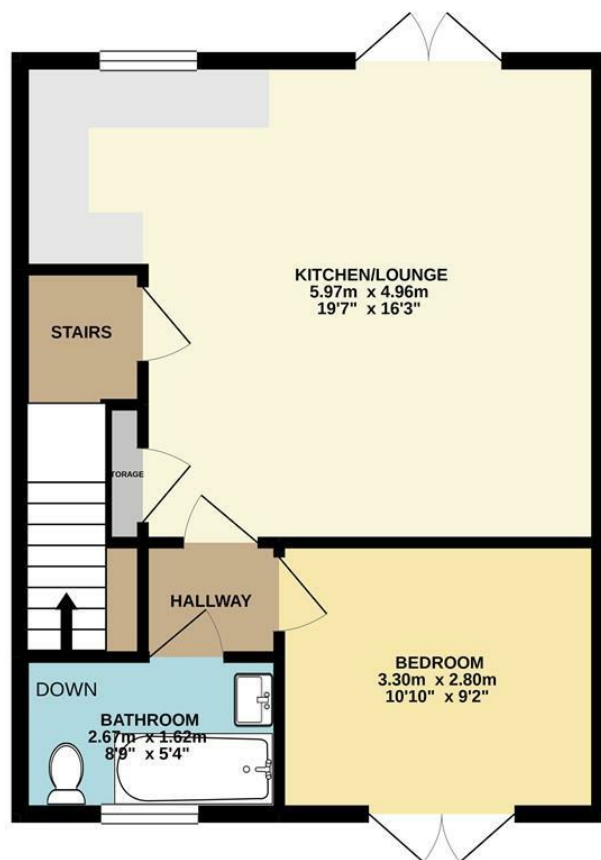 KITCHEN/LOUNGE
5.97m x 4.96m
19'7" x 16'3"
STAIRS
TORAGE
HALLWAY
BEDROOM
3.30m x 2.80m
10'10" x 9'2"
DOWN
BATHROOM
2.67m x 1.62m
8'9" x 5'4"